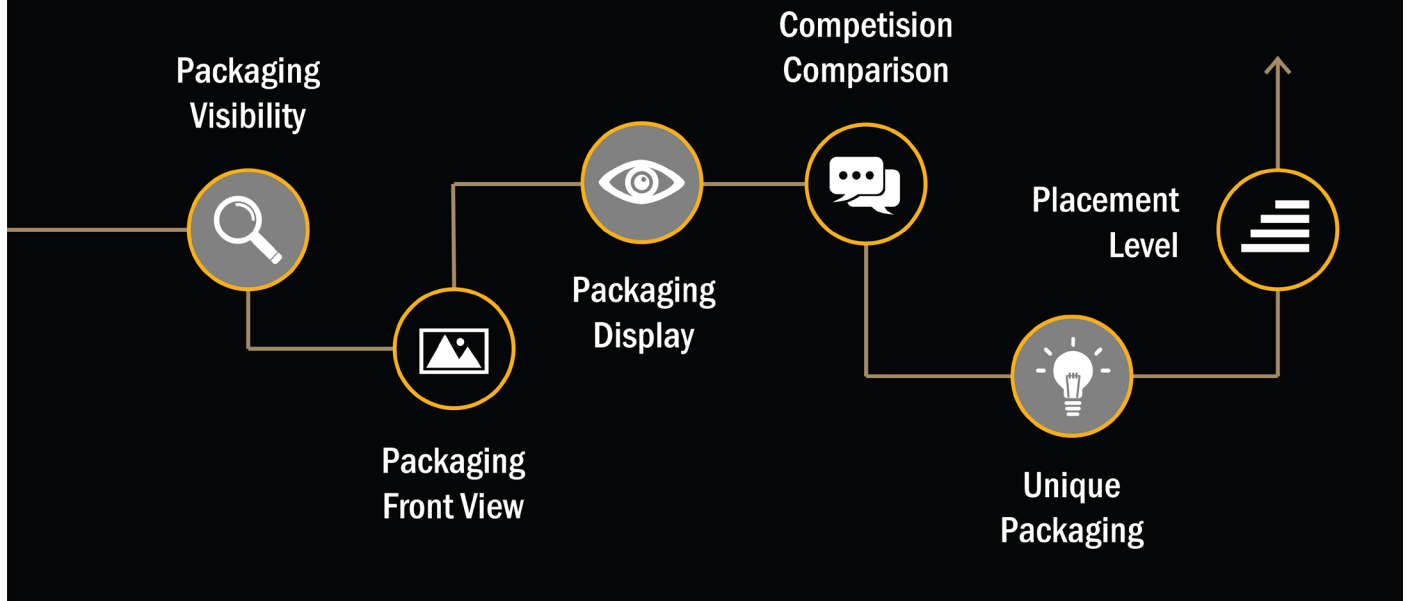 Packaging
Visibility
Packaging
Front View
Packaging
Display
Competision
Comparison
Unique
Packaging
Placement
Level